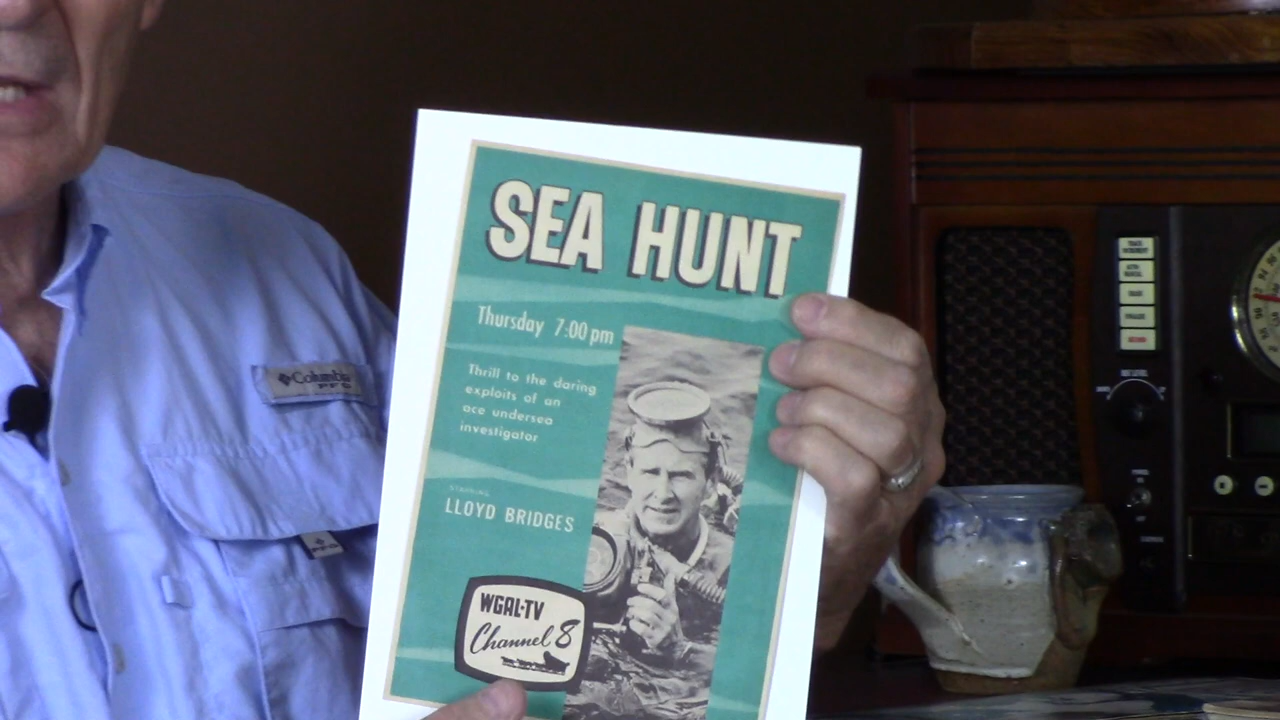 SEA HUNT
Thursday 7:00 pm
Thrill to the daring
exploits of an
ace undersea
investigator
STARRING
LLOYD BRIDGES
WGAL-TV
Channel 8
Columbia
PFG